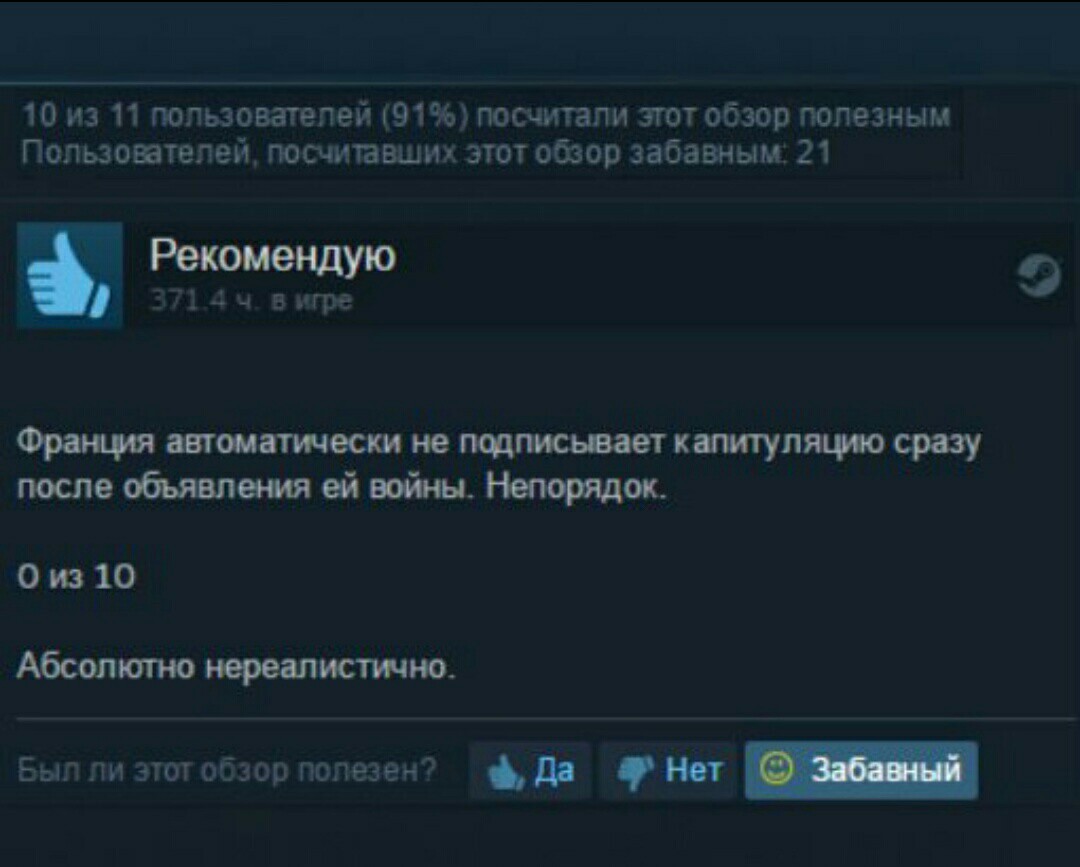 10 из 11 пользователей (91%) посчитали этот обзор полезным
Пользователей, посчитавших этот обзор забавным: 21
Рекомендую
371.4 ч. в игре
Франция автоматически не подписывает капитуляцию сразу
после объявления ей войны. Непорядок.
0 из 10
Абсолютно нереалистично.
Был ли этот обзор полезен? Да Нет Забавный